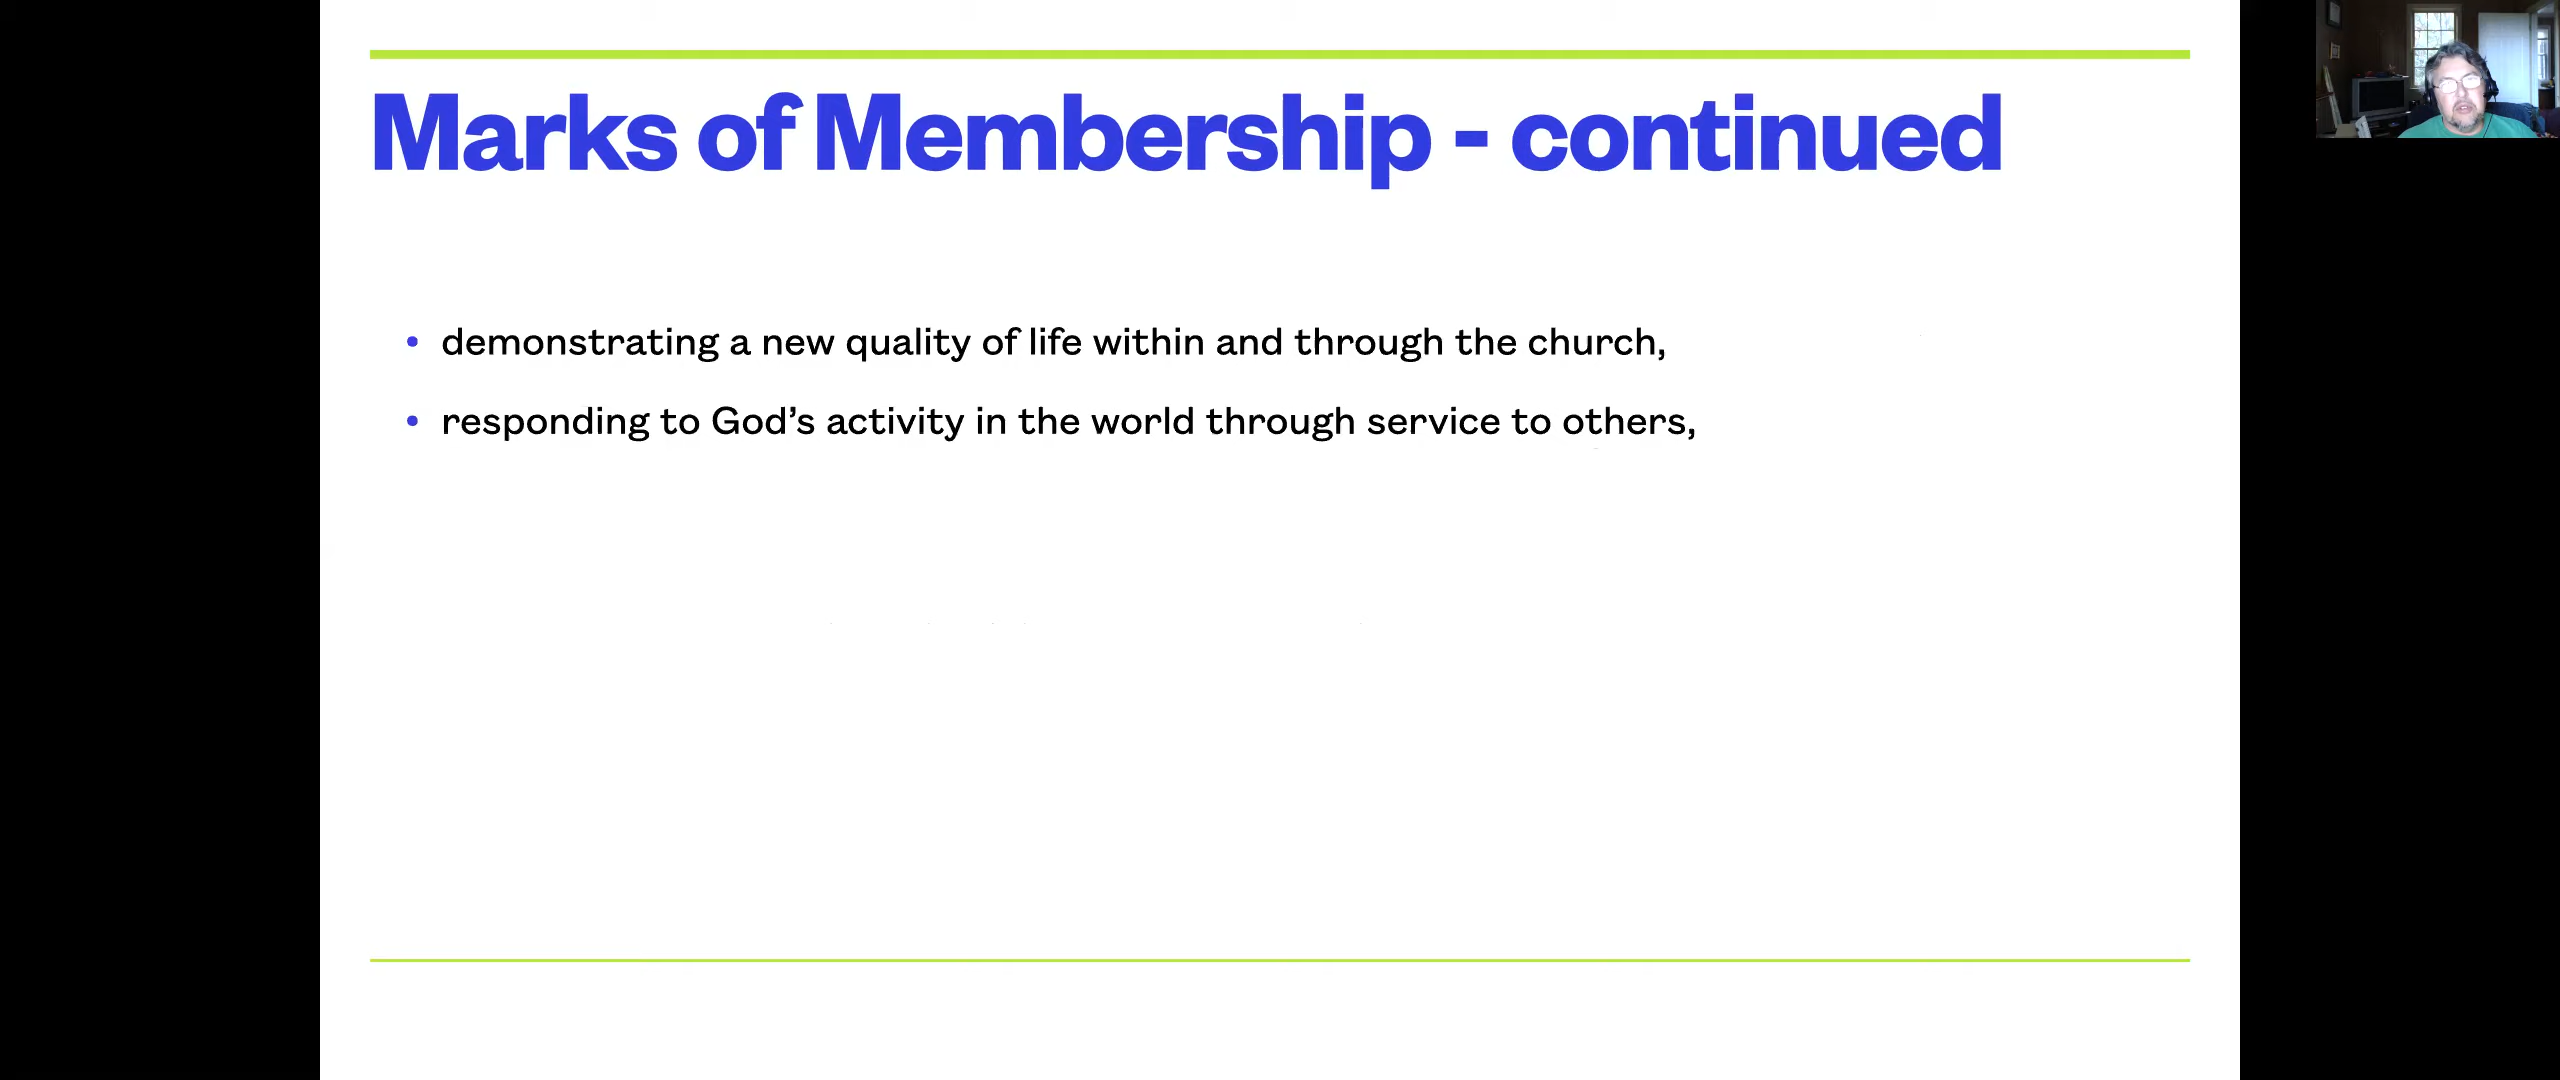 Marks of Membership - continued
• demonstrating a new quality of life within and through the church,
• responding to God’s activity in the world through service to others,